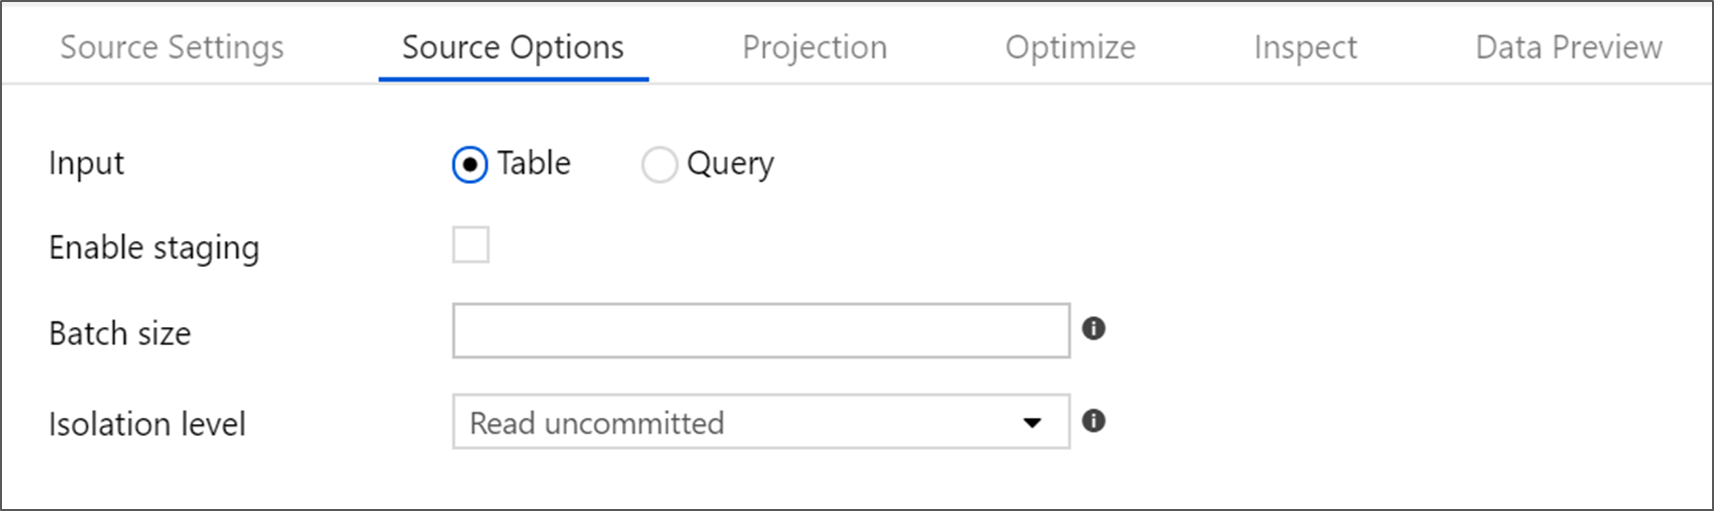 Source Settings Source Options Projection Optimize Inspect Data Preview
Input Table Query
Enable staging
Batch size
Isolation level Read uncommitted